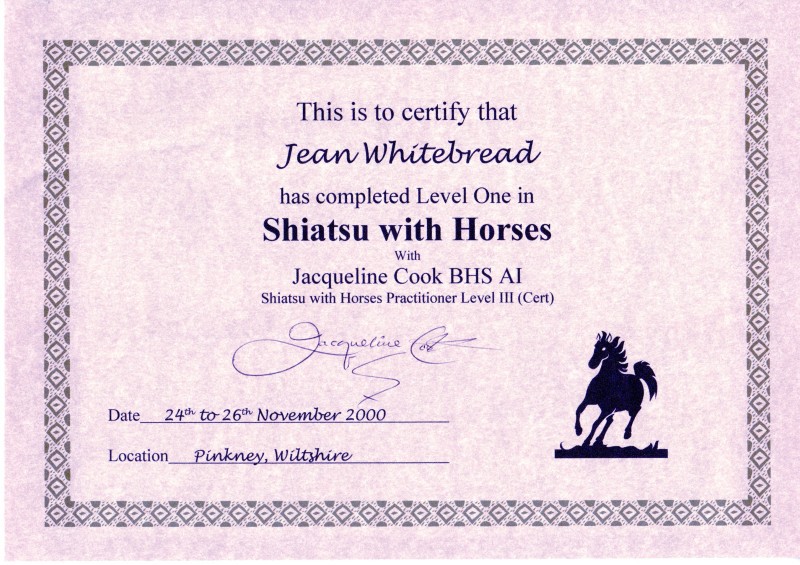 This is to certify that
Jean Whitebread
has completed Level One in
Shiatsu with Horses
With
Jacqueline Cook BHS AI
Shiatsu with Horses Practitioner Level III (Cert)
Jacqueline Cook
Date 24th to 26th November 2000
Location Pinkney, Wiltshire